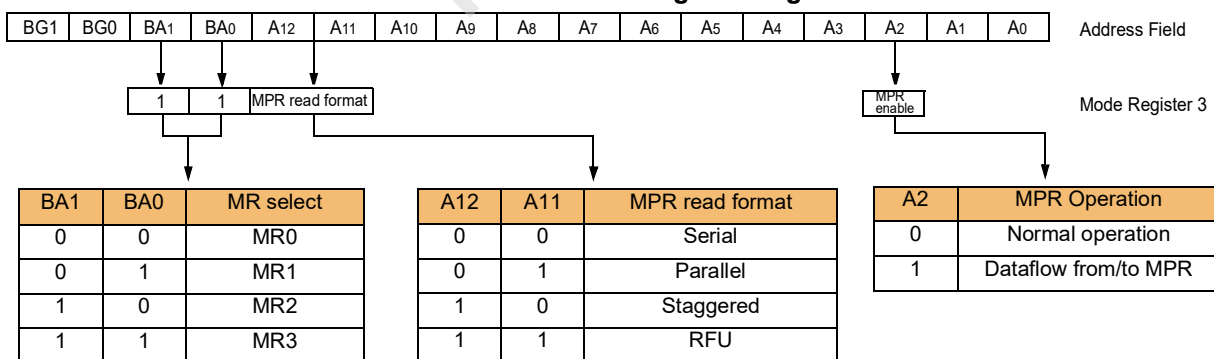 BG1 BG0 BA1 BA0 A12 A11 A10 A9 A8 A7 A6 A5 A4 A3 A2 A1 A0 Address Field
1 1 MPR read format MPR enable Mode Register 3
BA1 BA0 MR select
0 0 MR0
0 1 MR1
1 0 MR2
1 1 MR3
A12 A11 MPR read format
0 0 Serial
0 1 Parallel
1 0 Staggered
1 1 RFU
A2 MPR Operation
0 Normal operation
1 Dataflow from/to MPR